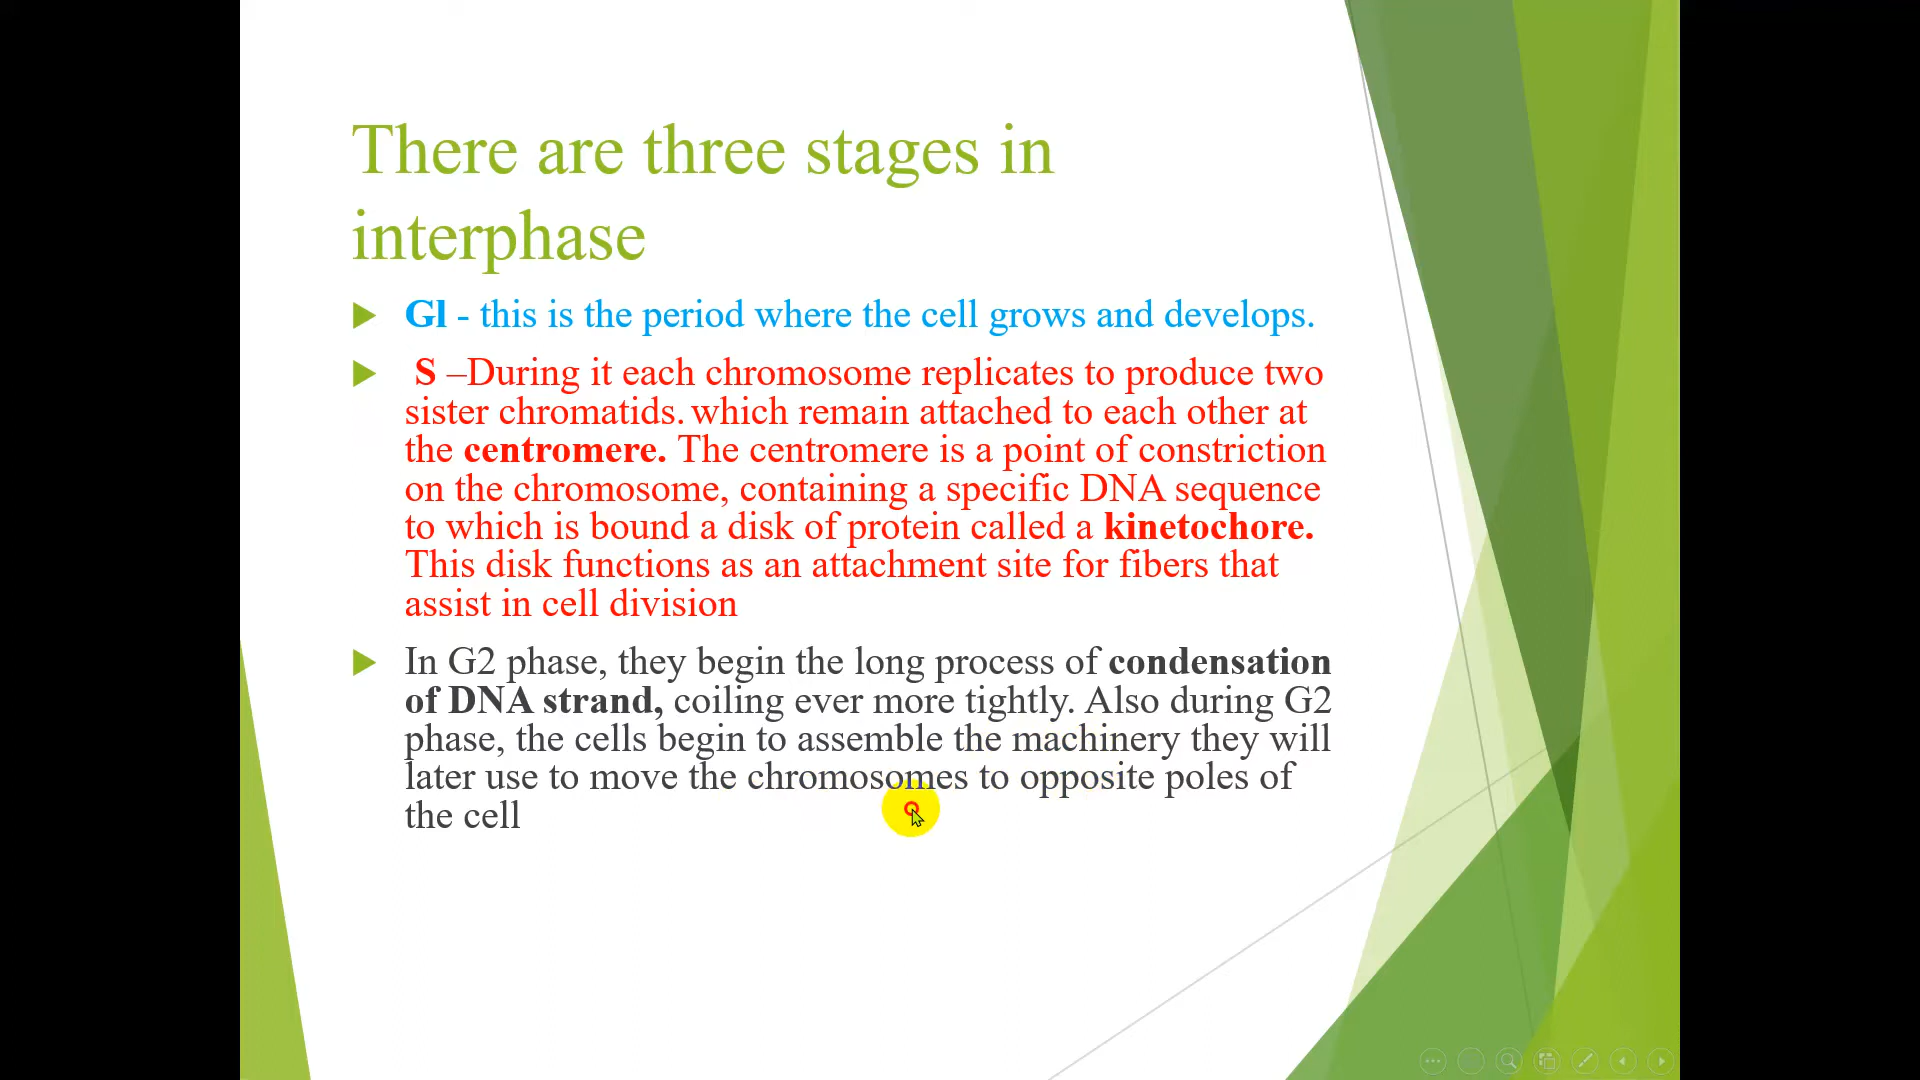 There are three stages in
interphase
Gl - this is the period where the cell grows and develops.
S –During it each chromosome replicates to produce two
sister chromatids. which remain attached to each other at
the centromere. The centromere is a point of constriction
on the chromosome, containing a specific DNA sequence
to which is bound a disk of protein called a kinetochore.
This disk functions as an attachment site for fibers that
assist in cell division
In G2 phase, they begin the long process of condensation
of DNA strand, coiling ever more tightly. Also during G2
phase, the cells begin to assemble the machinery they will
later use to move the chromosomes to opposite poles of
the cell